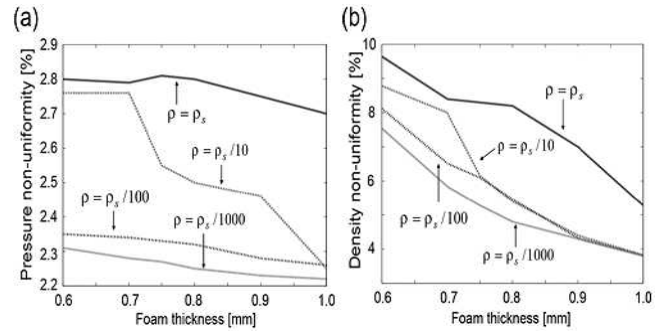 (a)
Pressure non-uniformity [%]
2.9
2.8
2.7
2.6
2.5
2.4
2.3
2.2
ρ = ρs
ρ = ρs /10
ρ = ρs /100
ρ = ρs /1000
0.6 0.7 0.8 0.9 1.0
Foam thickness [mm]
(b)
Density non-uniformity [%]
10
8
6
4
ρ = ρs
ρ = ρs /10
ρ = ρs /100
ρ = ρs /1000
0.6 0.7 0.8 0.9 1.0
Foam thickness [mm]